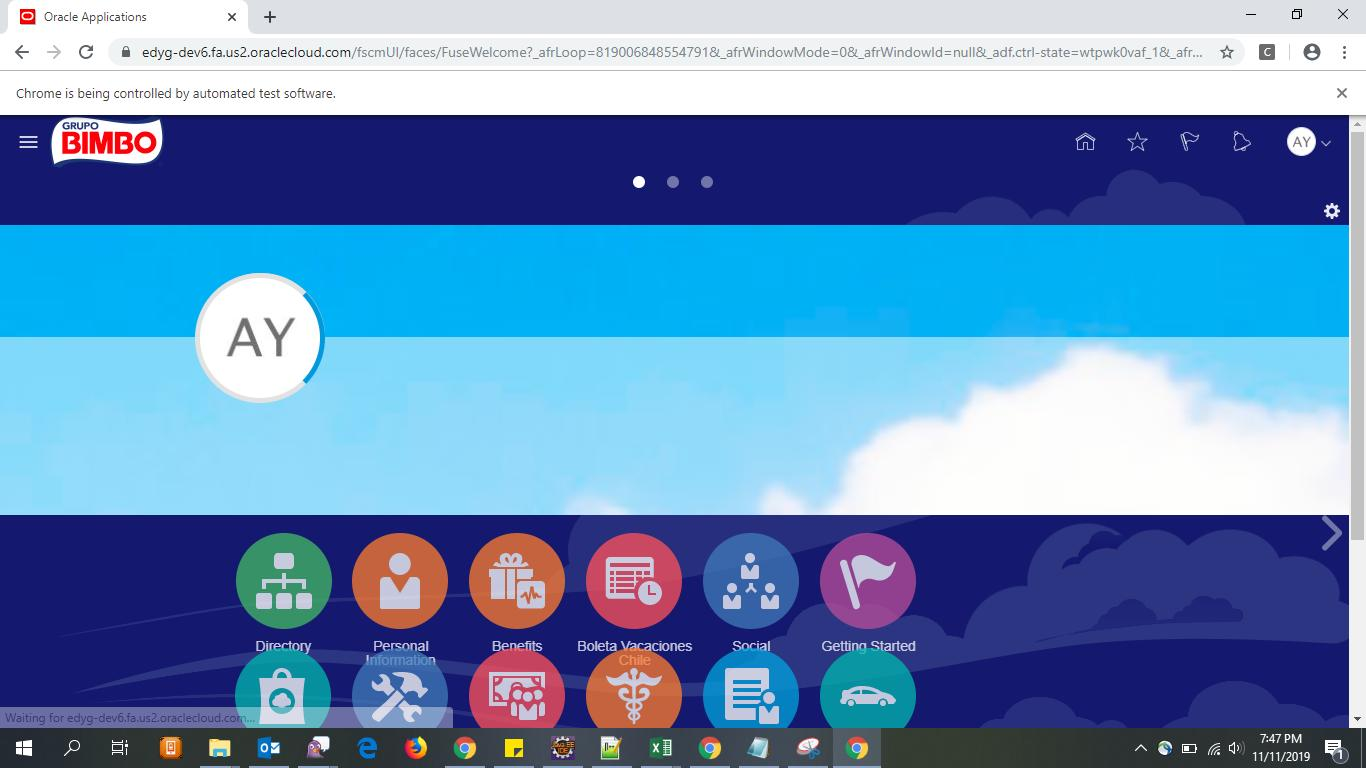 Oracle Applications
edyg-dev6.fa.us2.oraclecloud.com/fscmUI/faces/FuseWelcome?_afrLoop=819006848554791&_afrWindowMode=0&_afrWindowId=null&_adf.ctrl-state=wtpwk0vaf_1&_afr...
C
Chrome is being controlled by automated test software.
GRUPO
BIMBO
AY
AY
Directory
Personal Information
Benefits
Boleta Vacaciones Chile
Social
Getting Started
Waiting for edyg-dev6.fa.us2.oraclecloud.com...
7:47 PM
11/11/2019
1